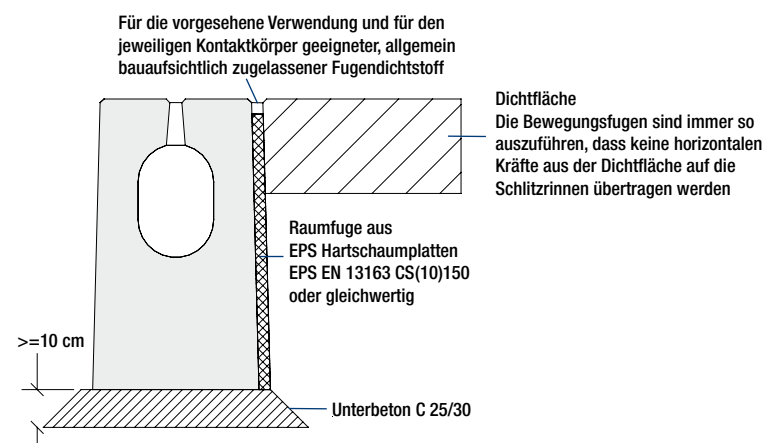 Für die vorgesehene Verwendung und für den
jeweiligen Kontaktkörper geeigneter, allgemein
bauaufsichtlich zugelassener Fugendichtstoff
Dichtfläche
Die Bewegungsfugen sind immer so
auszuführen, dass keine horizontalen
Kräfte aus der Dichtfläche auf die
Schlitzrinnen übertragen werden
Raumfuge aus
EPS Hartschaumplatten
EPS EN 13163 CS(10)150
oder gleichwertig
>=10 cm
Unterbeton C 25/30